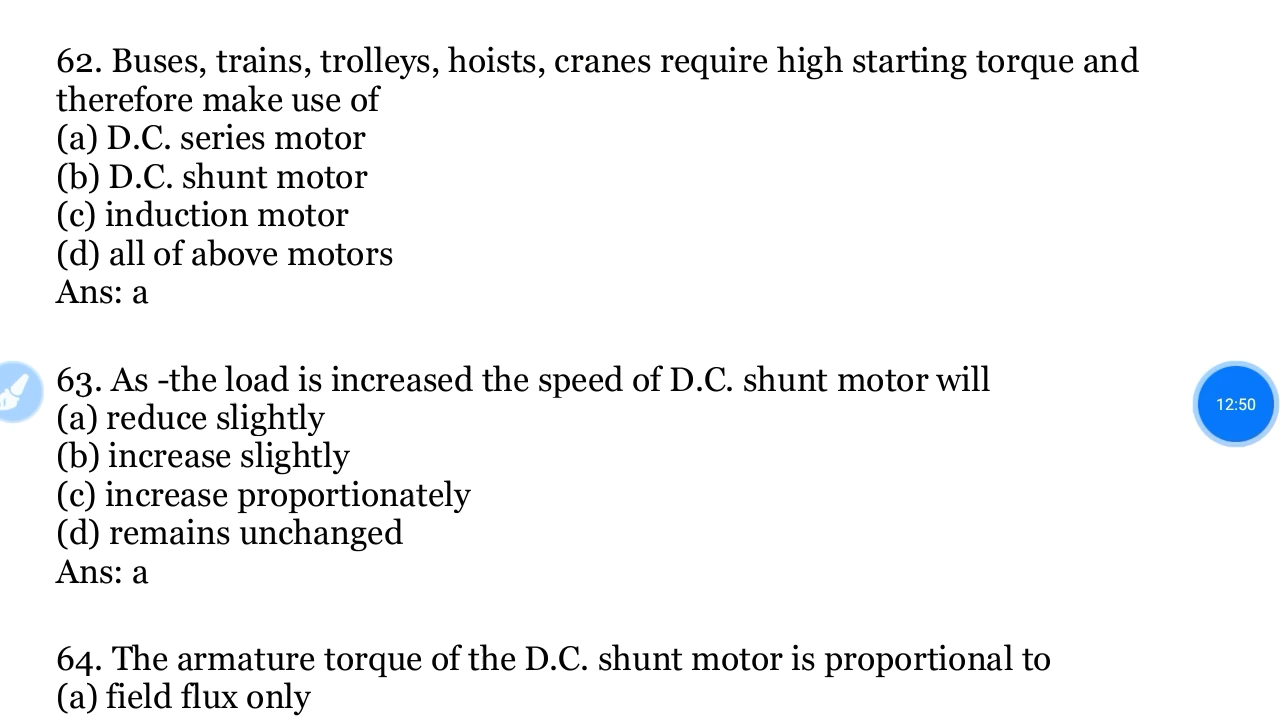 62. Buses, trains, trolleys, hoists, cranes require high starting torque and
therefore make use of
(a) D.C. series motor
(b) D.C. shunt motor
(c) induction motor
(d) all of above motors
Ans: a
63. As -the load is increased the speed of D.C. shunt motor will
(a) reduce slightly
(b) increase slightly
(c) increase proportionately
(d) remains unchanged
Ans: a
12:50
64. The armature torque of the D.C. shunt motor is proportional to
(a) field flux only